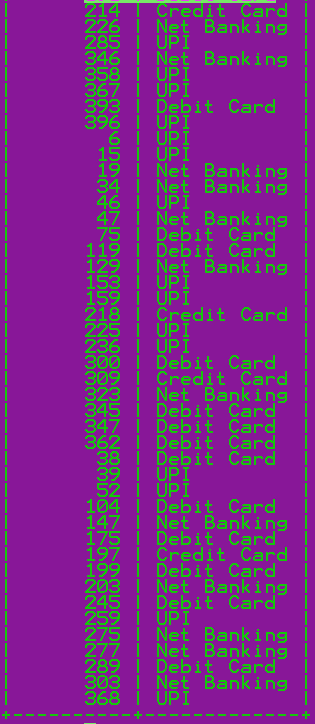 | 214 | Credit Card |
| 226 | Net Banking |
| 285 | UPI |
| 346 | Net Banking |
| 358 | UPI |
| 367 | UPI |
| 393 | Debit Card |
| 396 | UPI |
| 6 | UPI |
| 15 | UPI |
| 19 | Net Banking |
| 34 | Net Banking |
| 46 | UPI |
| 47 | Net Banking |
| 75 | Debit Card |
| 119 | Debit Card |
| 129 | Net Banking |
| 153 | UPI |
| 159 | UPI |
| 218 | Credit Card |
| 225 | UPI |
| 236 | UPI |
| 300 | Debit Card |
| 309 | Credit Card |
| 323 | Net Banking |
| 345 | Debit Card |
| 347 | Debit Card |
| 362 | Debit Card |
| 38 | Debit Card |
| 39 | UPI |
| 52 | UPI |
| 104 | Debit Card |
| 147 | Net Banking |
| 175 | Debit Card |
| 197 | Credit Card |
| 199 | Debit Card |
| 203 | Net Banking |
| 245 | Debit Card |
| 259 | UPI |
| 275 | Net Banking |
| 277 | Net Banking |
| 289 | Debit Card |
| 303 | Net Banking |
| 368 | UPI |